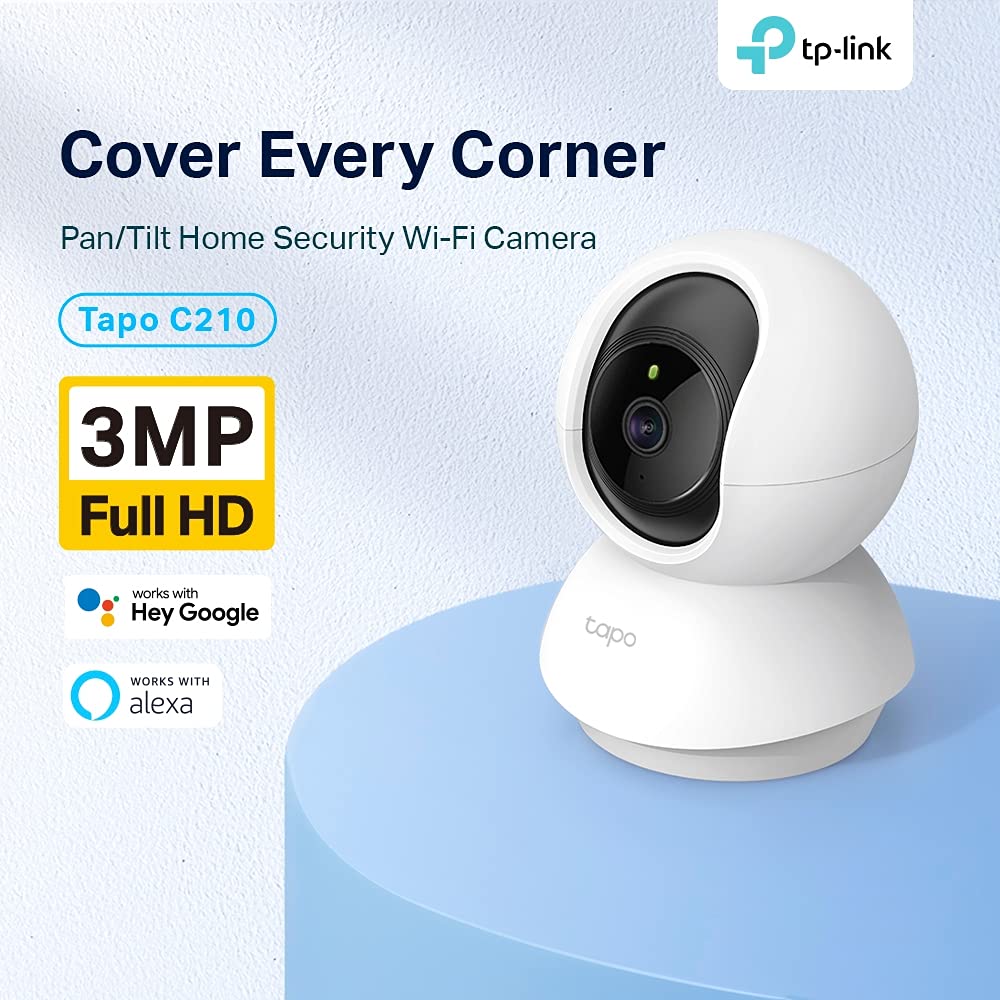 tp-link
Cover Every Corner
Pan/Tilt Home Security Wi-Fi Camera
Tapo C210
3MP
Full HD
works with
Hey Google
WORKS WITH
alexa
tapo